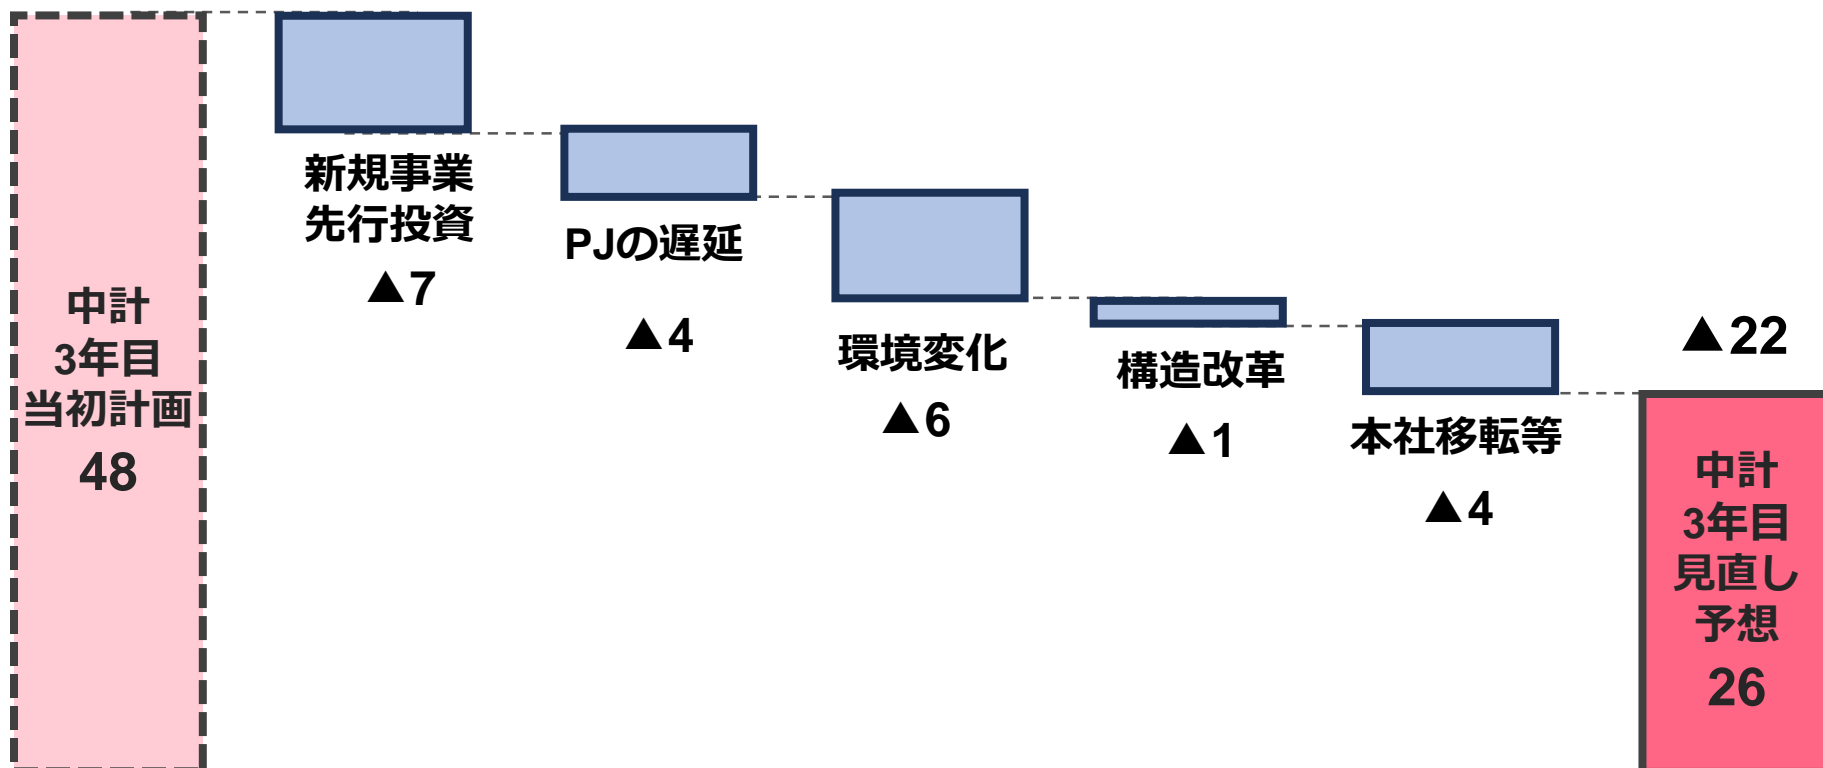 中計
3年目
当初計画
48
新規事業
先行投資
▲7
PJの遅延
▲4
環境変化
▲6
構造改革
▲1
本社移転等
▲4
▲22
中計
3年目
見直し
予想
26